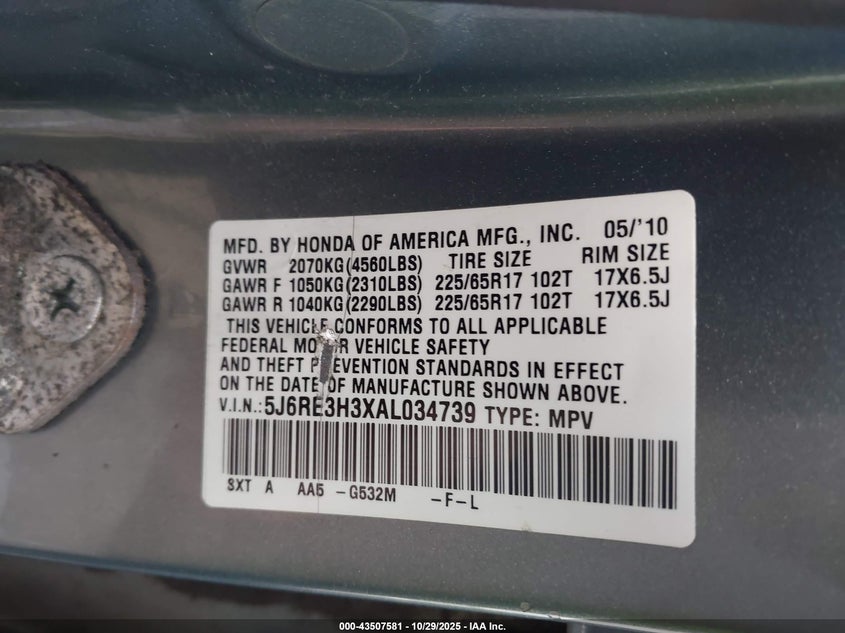 MFD. BY HONDA OF AMERICA MFG., INC. 05/'10
GVWR 2070KG(4560LBS) TIRE SIZE RIM SIZE
GAWR F 1050KG(2310LBS) 225/65R17 102T 17X6.5J
GAWR R 1040KG(2290LBS) 225/65R17 102T 17X6.5J
THIS VEHICLE CONFORMS TO ALL APPLICABLE
FEDERAL MOTOR VEHICLE SAFETY
AND THEFT PREVENTION STANDARDS IN EFFECT
ON THE DATE OF MANUFACTURE SHOWN ABOVE.
V.I.N.:5J6RE3H3XAL034739 TYPE: MPV
SXT A AA5 -G532M -F-L
000-43507581 - 10/29/2025 - IAA Inc.